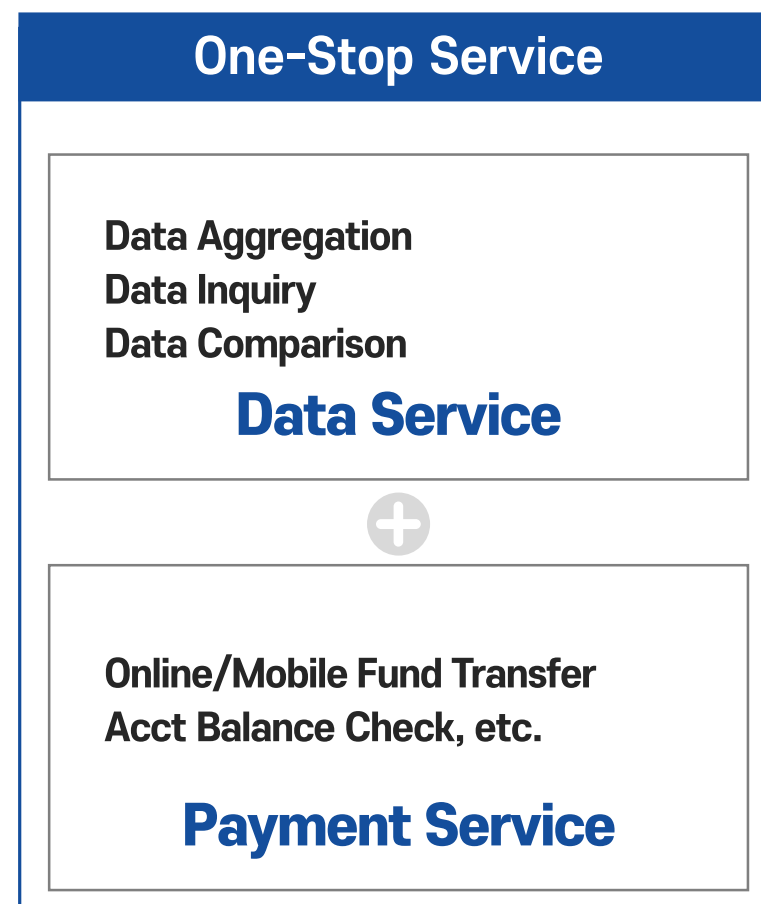 One-Stop Service
Data Aggregation
Data Inquiry
Data Comparison
Data Service
Online/Mobile Fund Transfer
Acct Balance Check, etc.
Payment Service